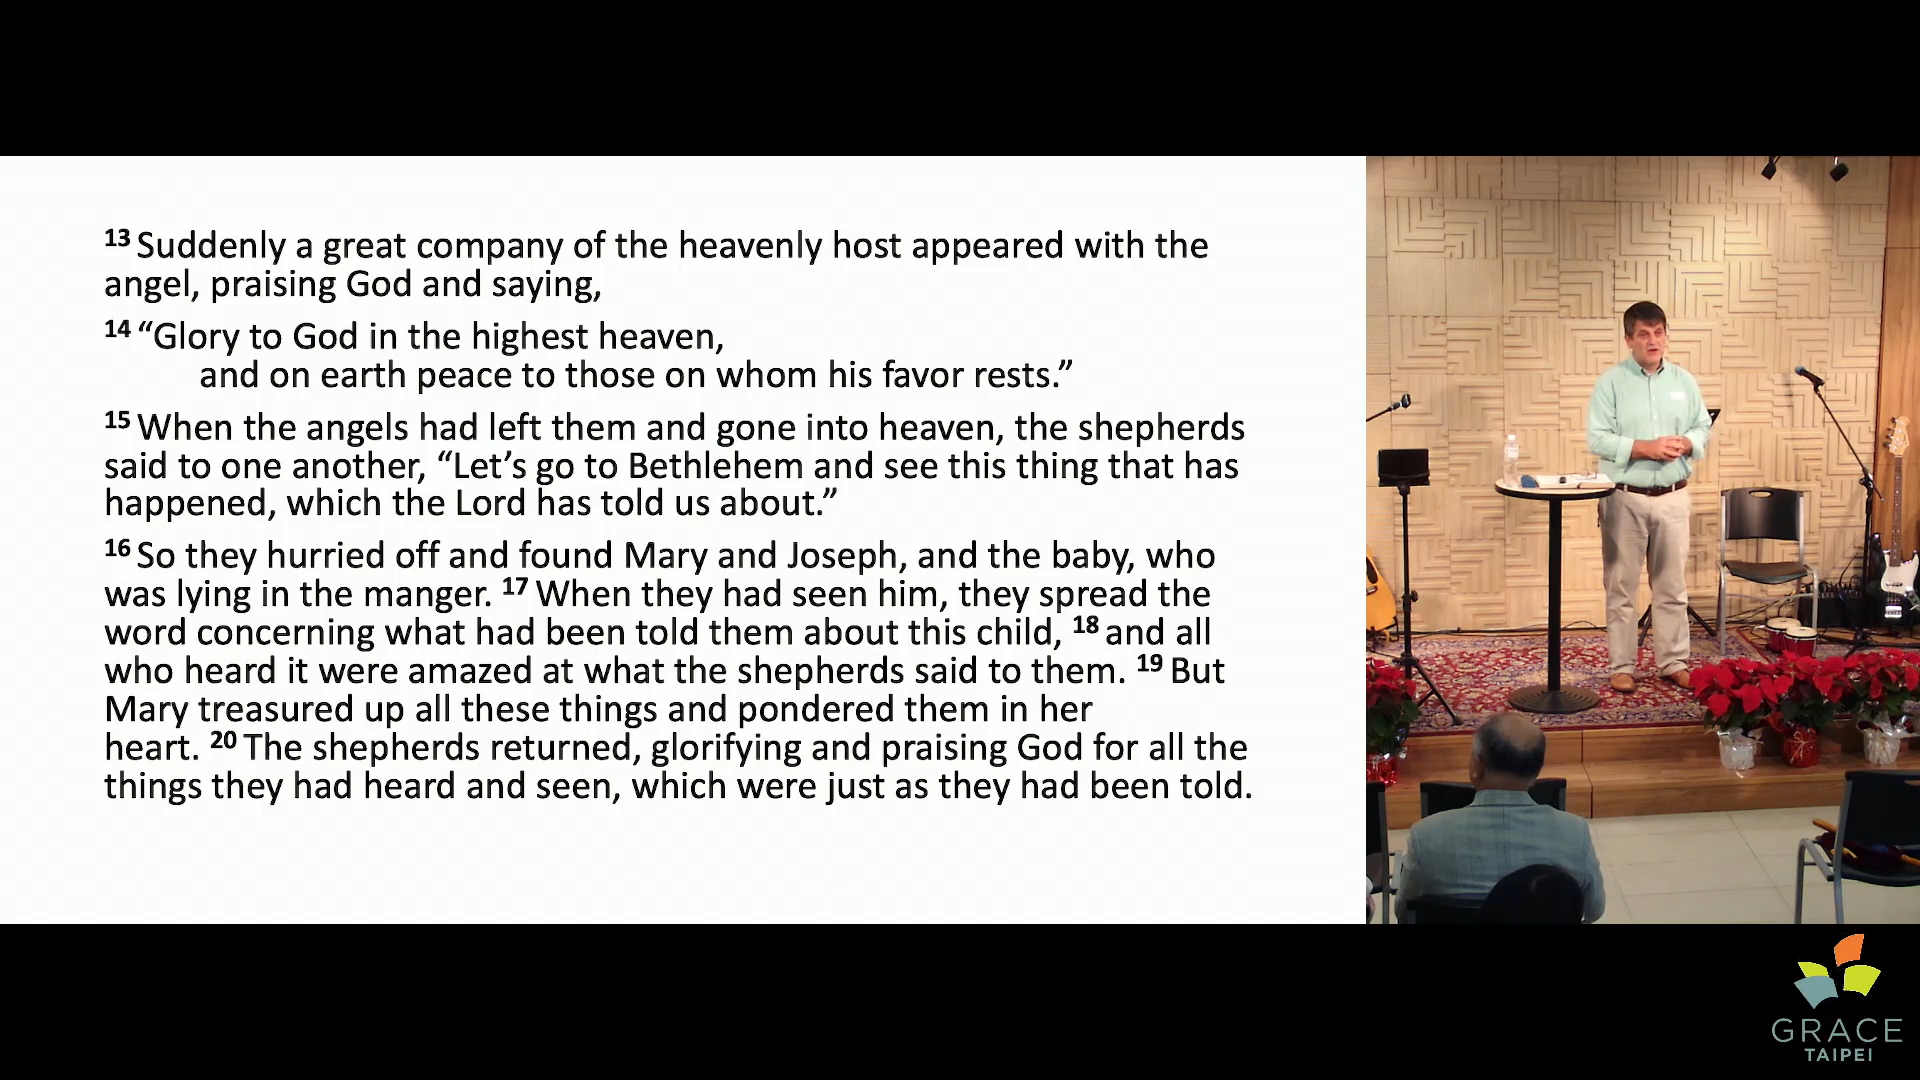 13 Suddenly a great company of the heavenly host appeared with the
angel, praising God and saying,
14 “Glory to God in the highest heaven,
and on earth peace to those on whom his favor rests.”
15 When the angels had left them and gone into heaven, the shepherds
said to one another, “Let’s go to Bethlehem and see this thing that has
happened, which the Lord has told us about.”
16 So they hurried off and found Mary and Joseph, and the baby, who
was lying in the manger. 17 When they had seen him, they spread the
word concerning what had been told them about this child, 18 and all
who heard it were amazed at what the shepherds said to them. 19 But
Mary treasured up all these things and pondered them in her
heart. 20 The shepherds returned, glorifying and praising God for all the
things they had heard and seen, which were just as they had been told.
GRACE
TAIPEI